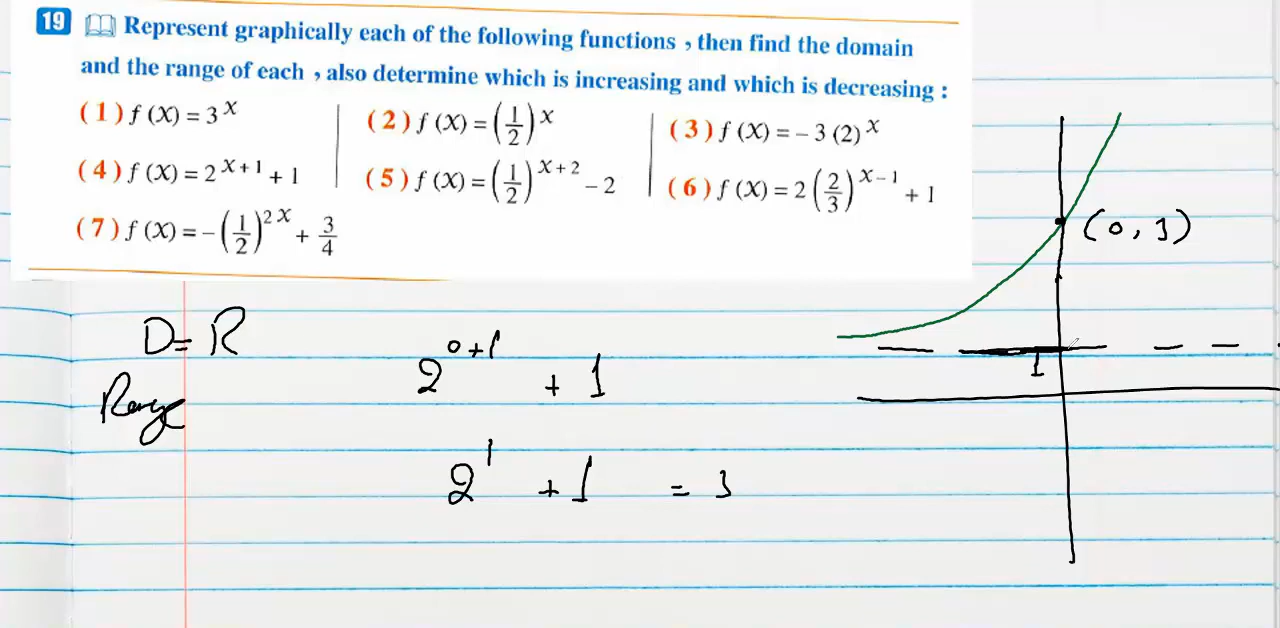 19 Represent graphically each of the following functions , then find the domain
and the range of each , also determine which is increasing and which is decreasing :
(1) f (X) = 3^X (2) f (X) = (1/2)^X (3) f (X) = – 3 (2)^X
(4) f (X) = 2^(X+1) + 1 (5) f (X) = (1/2)^(X+2) – 2 (6) f (X) = 2 (2/3)^(X–1) + 1
(7) f (X) = – (1/2)^(2X) + 3/4
(0, 3)
1
D= R
2^(0+1) + 1
Range
2^1 + 1 = 3